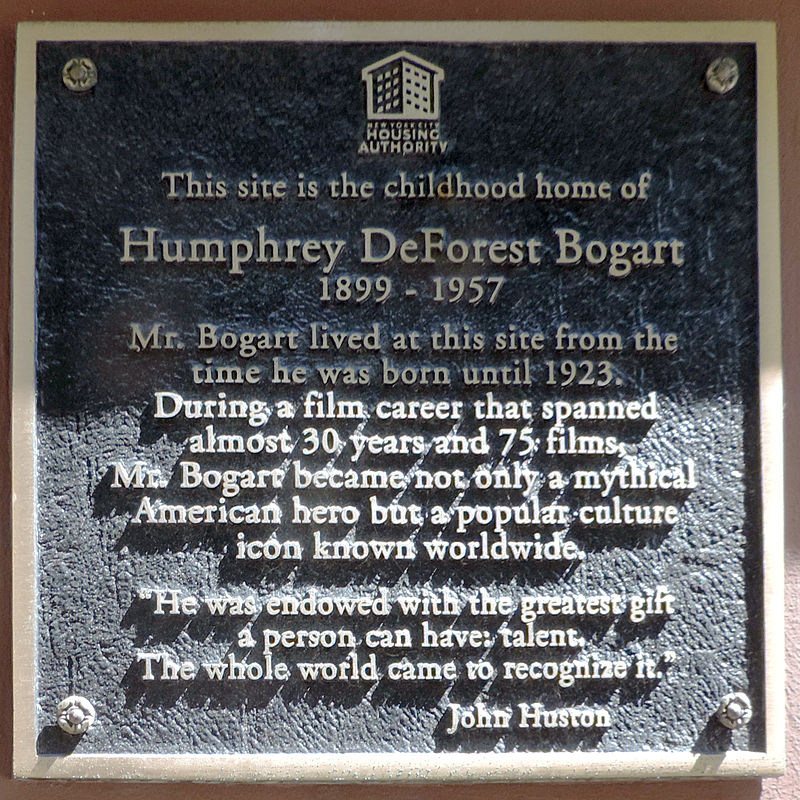 NEW YORK CITY
HOUSING
AUTHORITY
This site is the childhood home of
Humphrey DeForest Bogart
1899 - 1957
Mr. Bogart lived at this site from the
time he was born until 1923.
During a film career that spanned
almost 30 years and 75 films,
Mr. Bogart became not only a mythical
American hero but a popular culture
icon known worldwide.
"He was endowed with the greatest gift
a person can have: talent.
The whole world came to recognize it."
John Huston